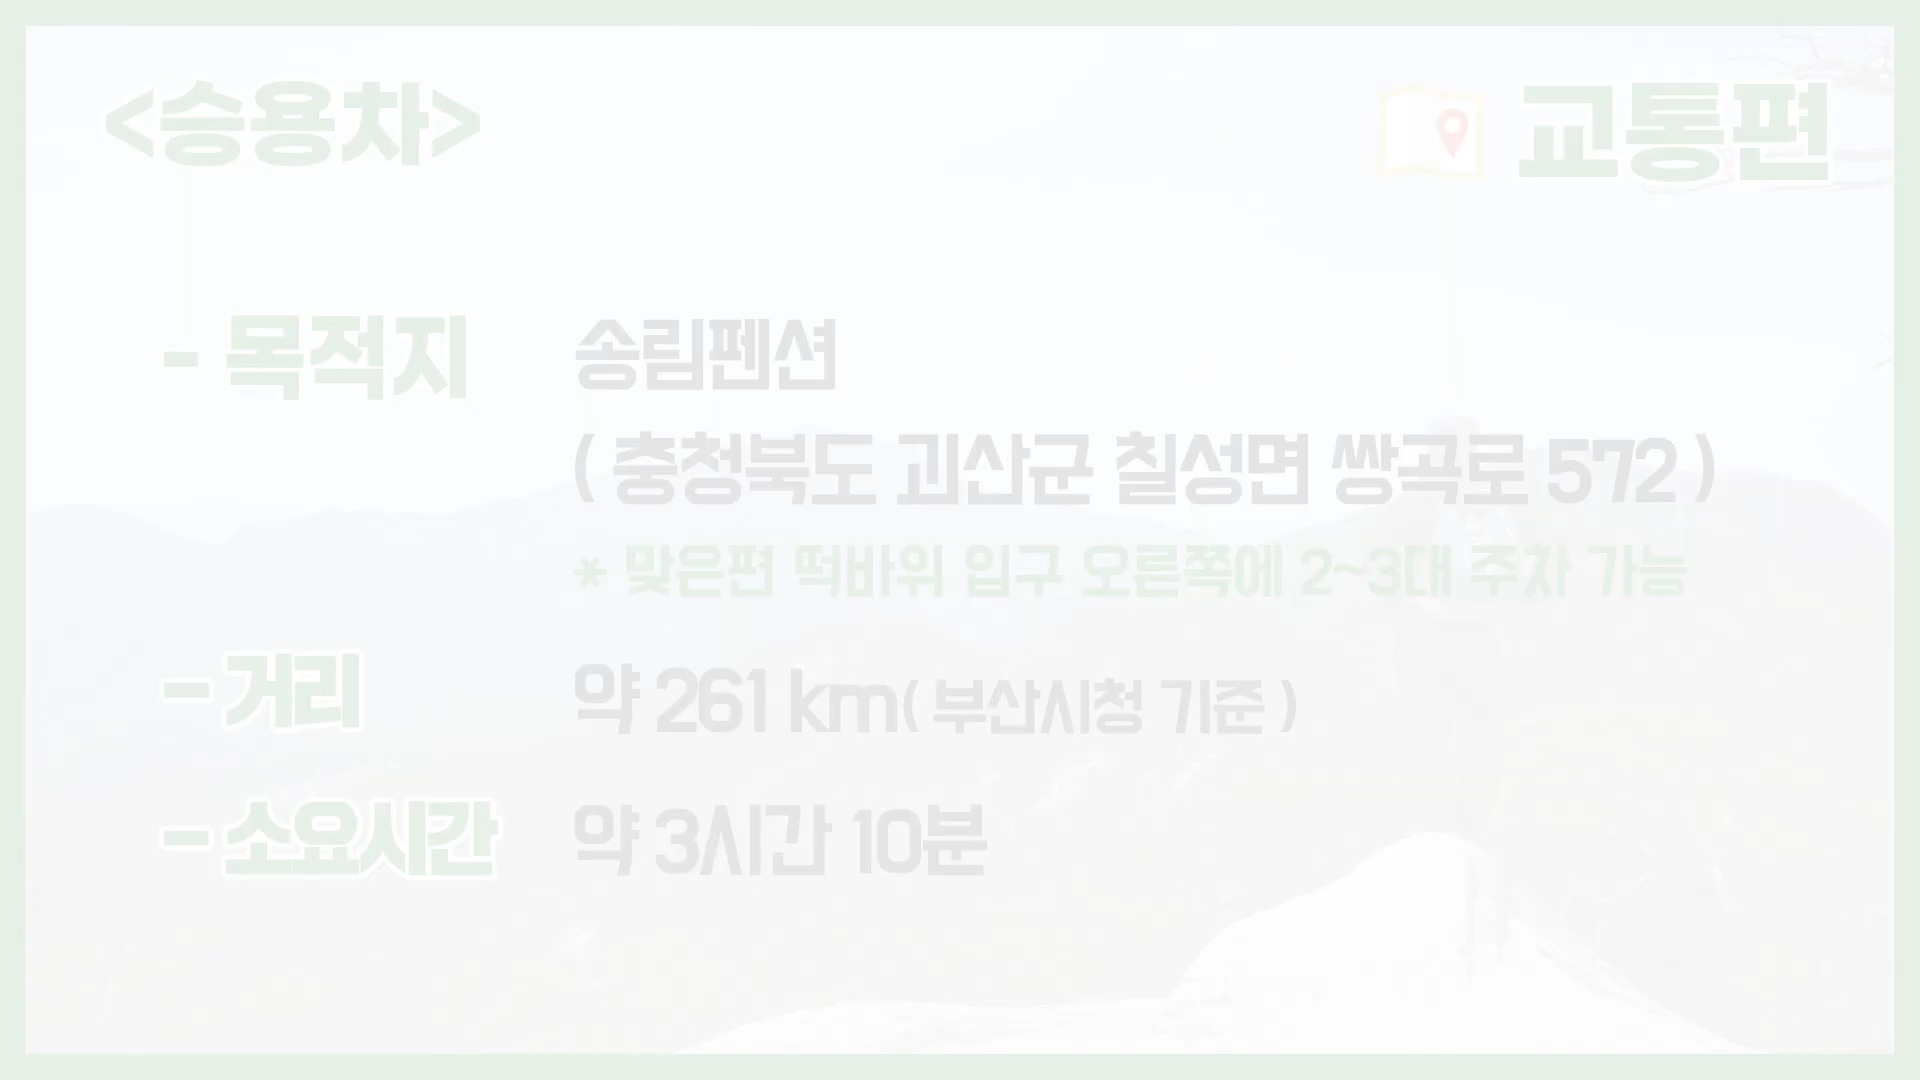 <승용차>
교통편
- 목적지 송림펜션
( 충청북도 괴산군 칠성면 쌍곡로 572 )
* 맞은편 떡바위 입구 오른쪽에 2~3대 주차 가능
- 거리 약 261 km ( 부산시청 기준 )
- 소요시간 약 3시간 10분